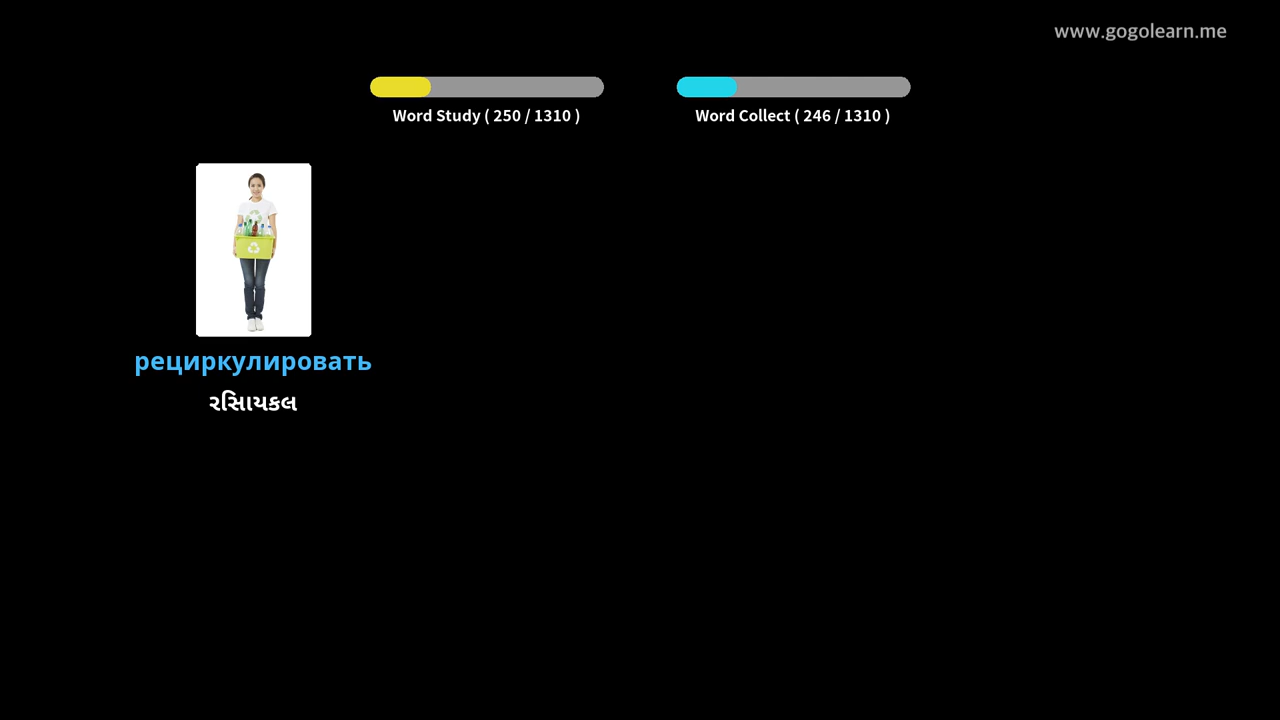 www.gogolearn.me
Word Study ( 250 / 1310 )
Word Collect ( 246 / 1310 )
рециркулировать
રિસાયકલ